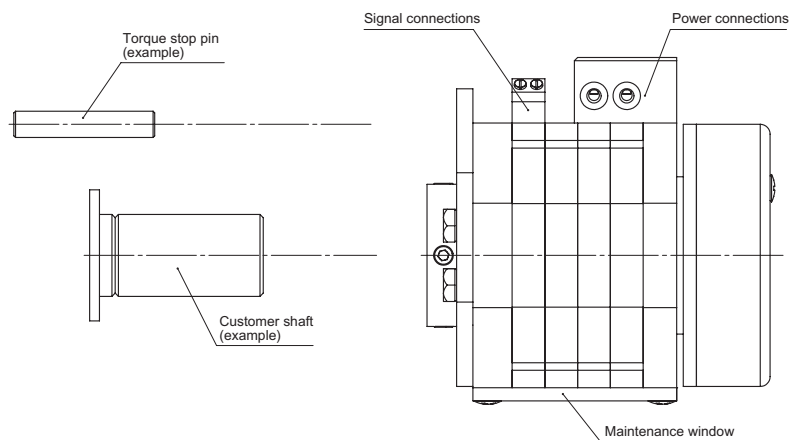 Signal connections
Power connections
Torque stop pin
(example)
Customer shaft
(example)
Maintenance window